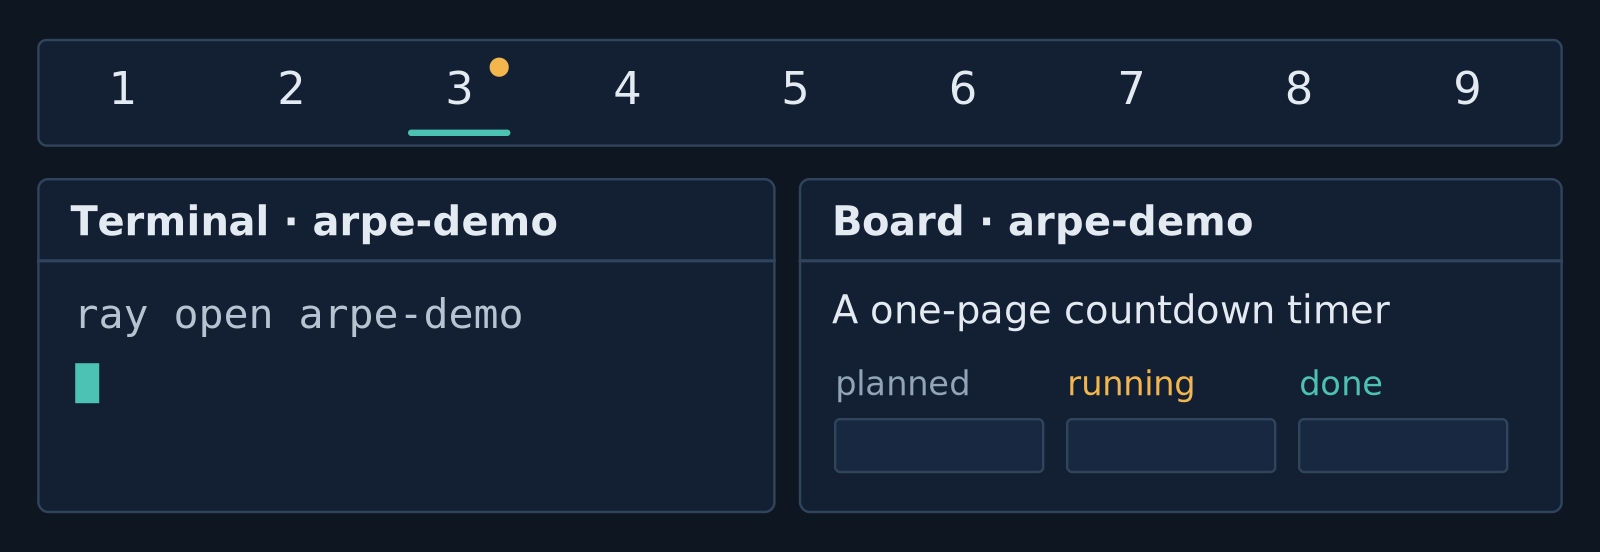 1 2 3 4 5 6 7 8 9
Terminal · arpe-demo
ray open arpe-demo
Board · arpe-demo
A one-page countdown timer
planned running done